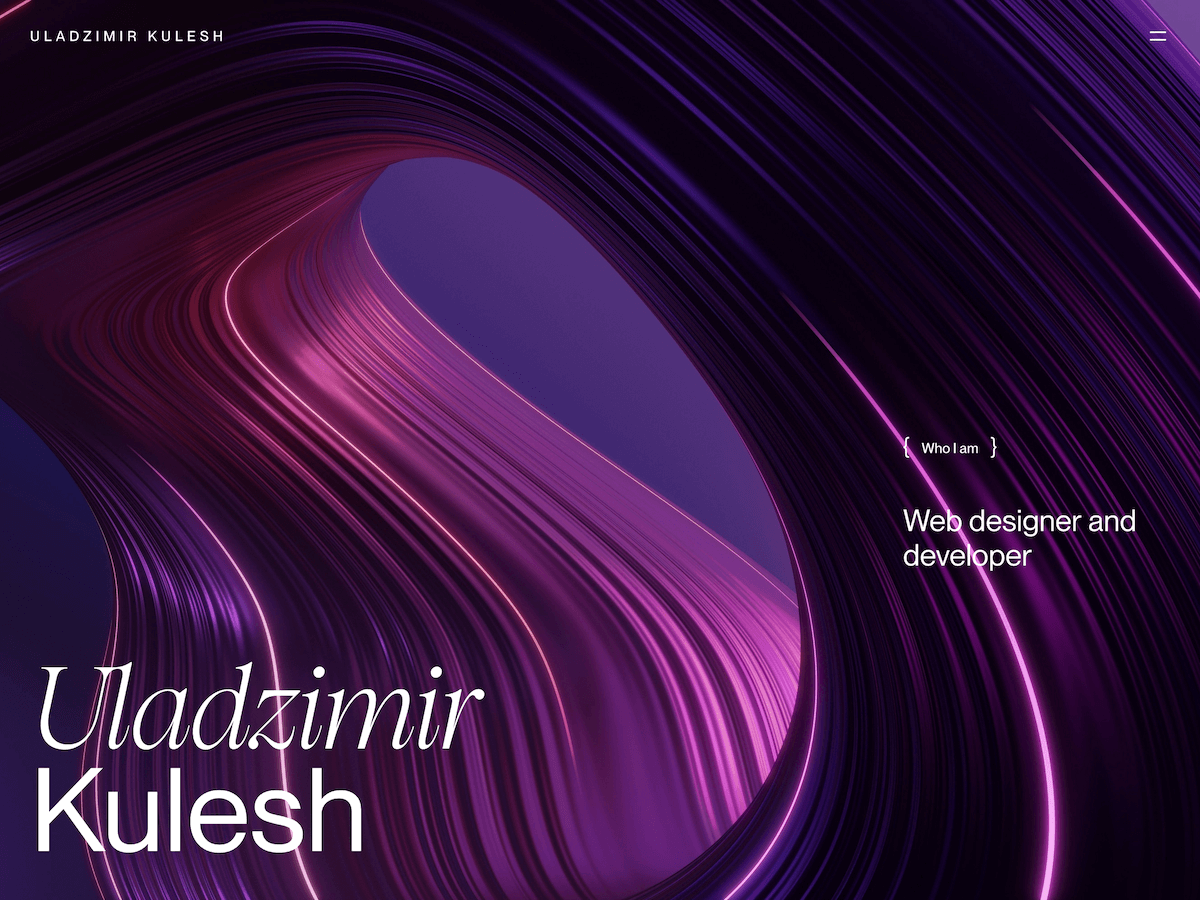 ULADZIMIR KULESH
{ Who I am }
Web designer and
developer
Uladzimir
Kulesh